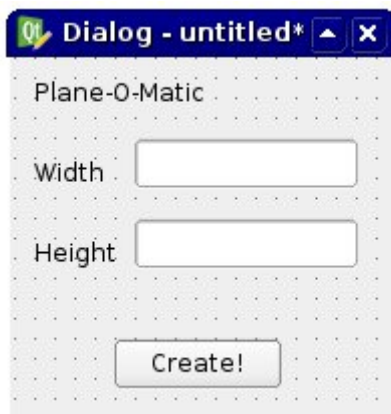 Dialog - untitled*
Plane-O-Matic
Width
Height
Create!